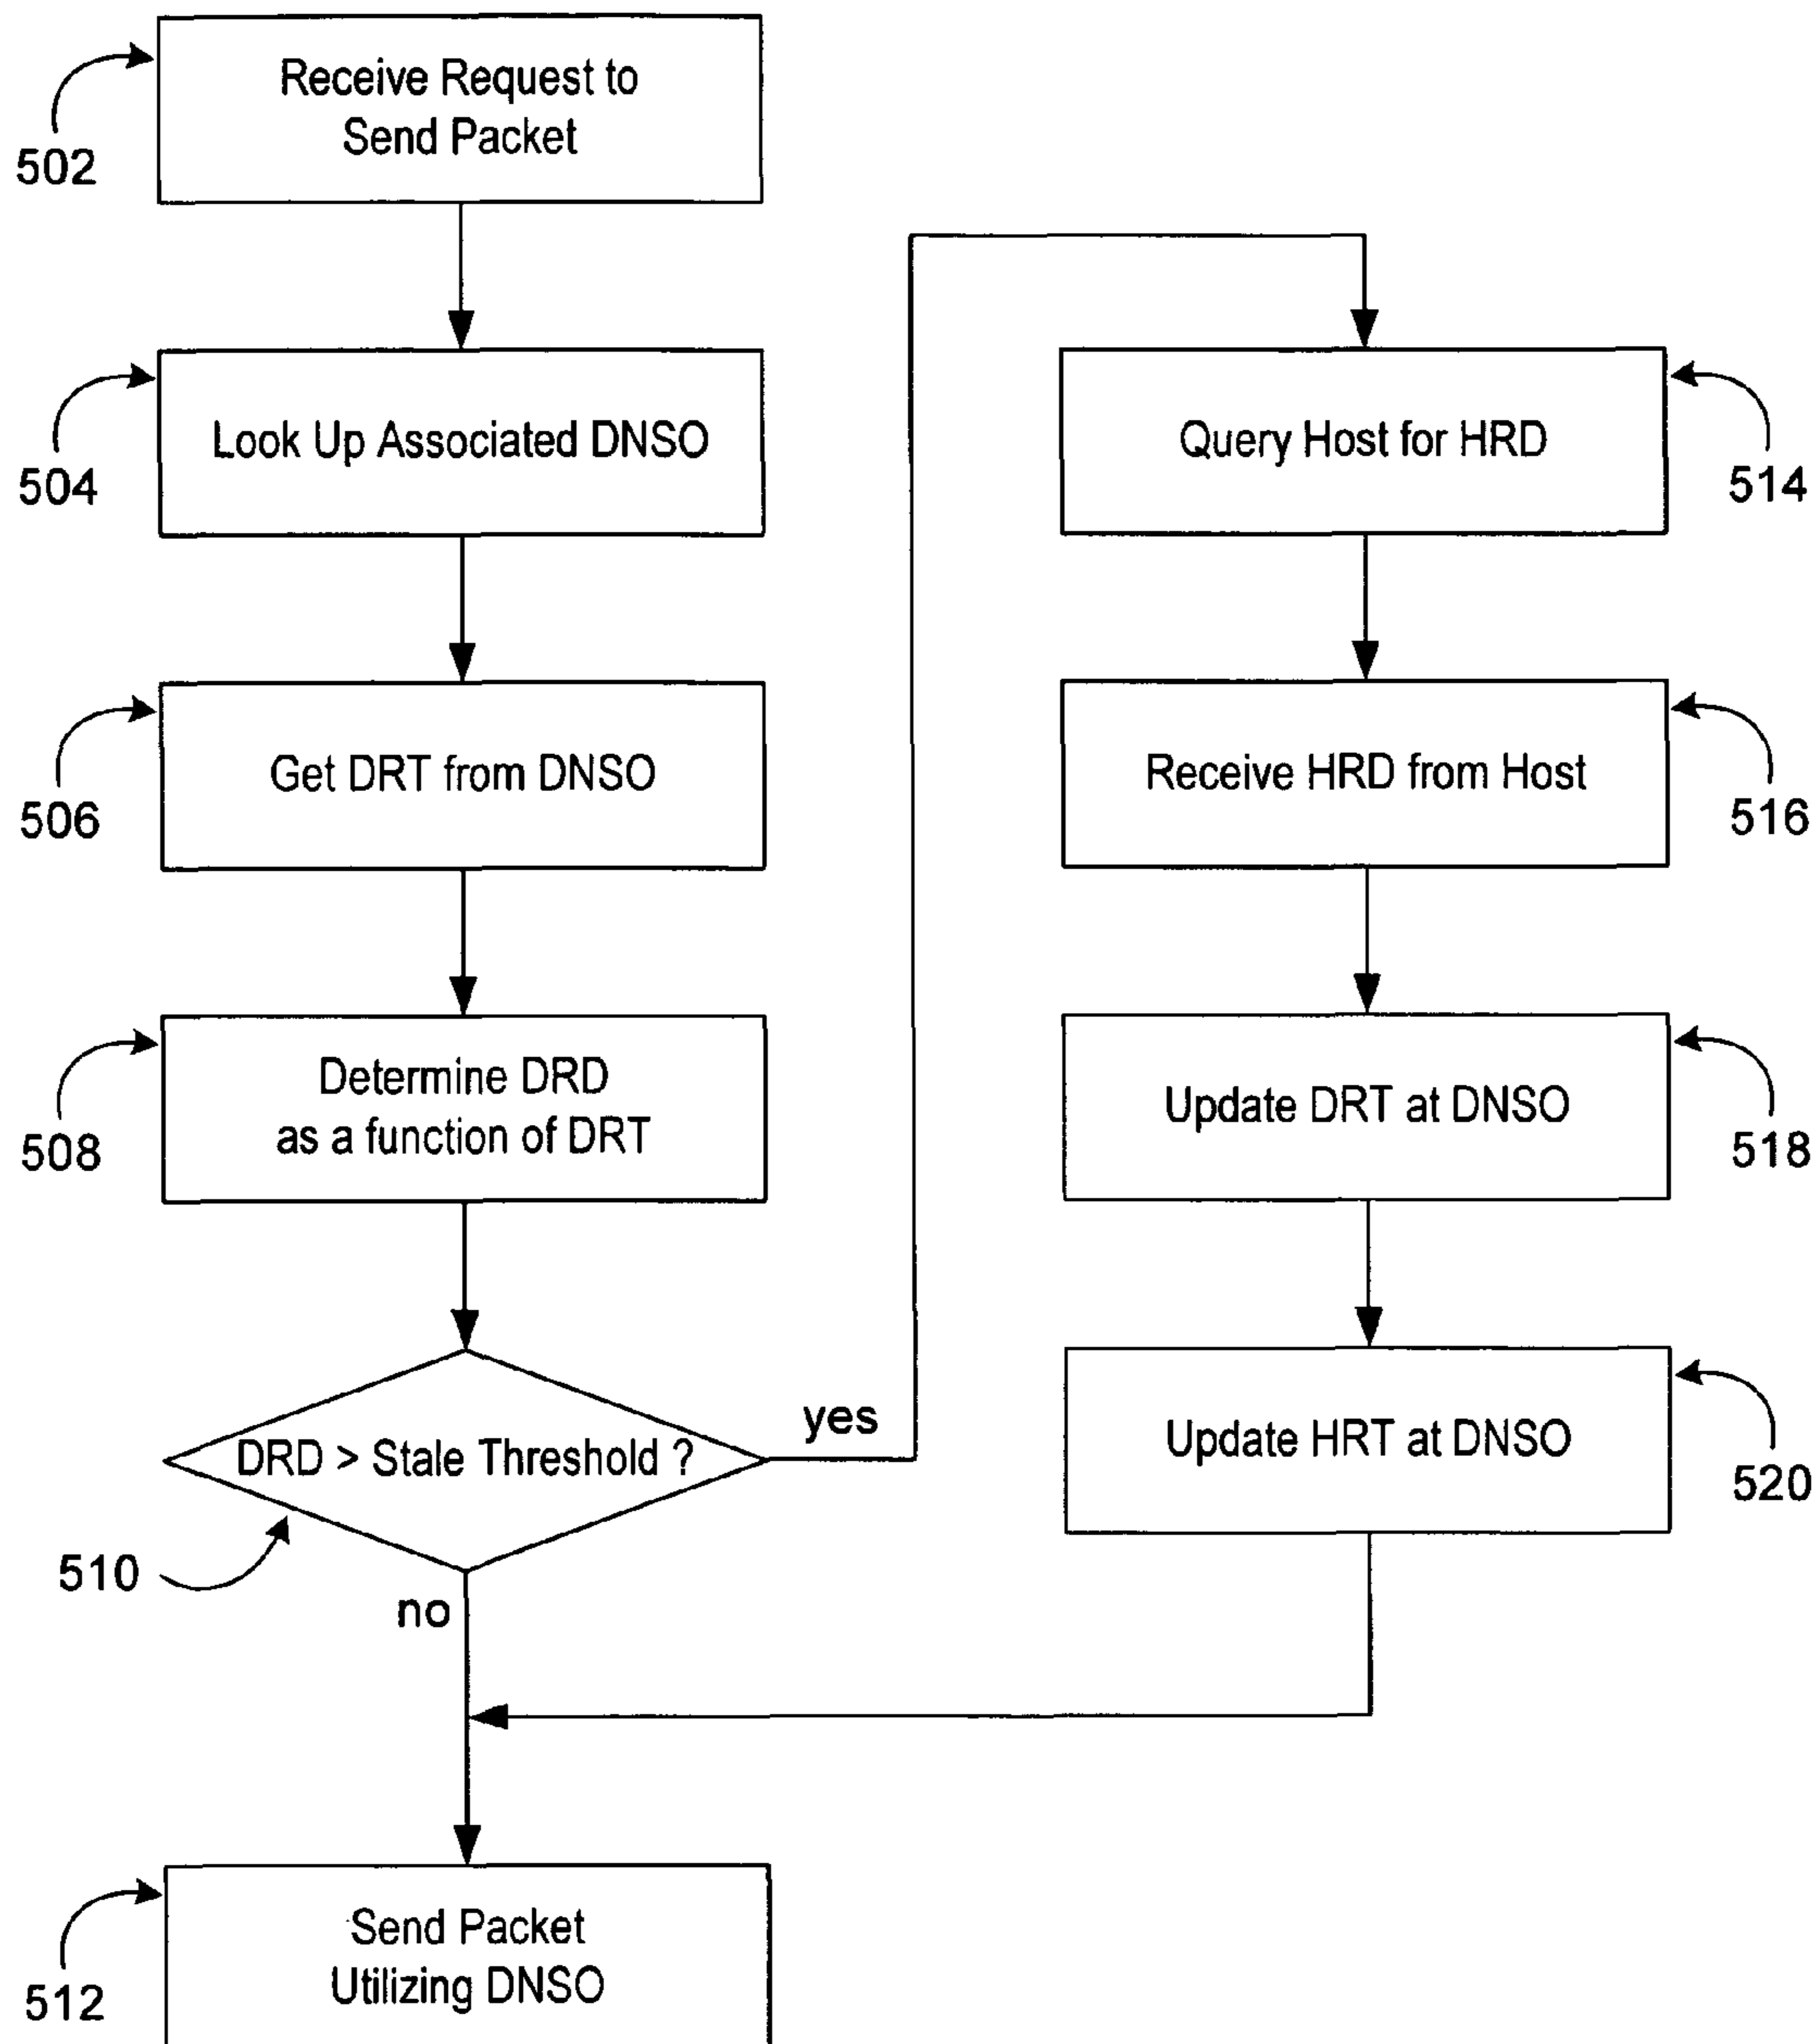 Receive Request to
Send Packet
502
Look Up Associated DNSO
504
Get DRT from DNSO
506
Determine DRD
as a function of DRT
508
DRD > Stale Threshold ?
yes
510
no
Send Packet
Utilizing DNSO
512
Query Host for HRD
514
Receive HRD from Host
516
Update DRT at DNSO
518
Update HRT at DNSO
520